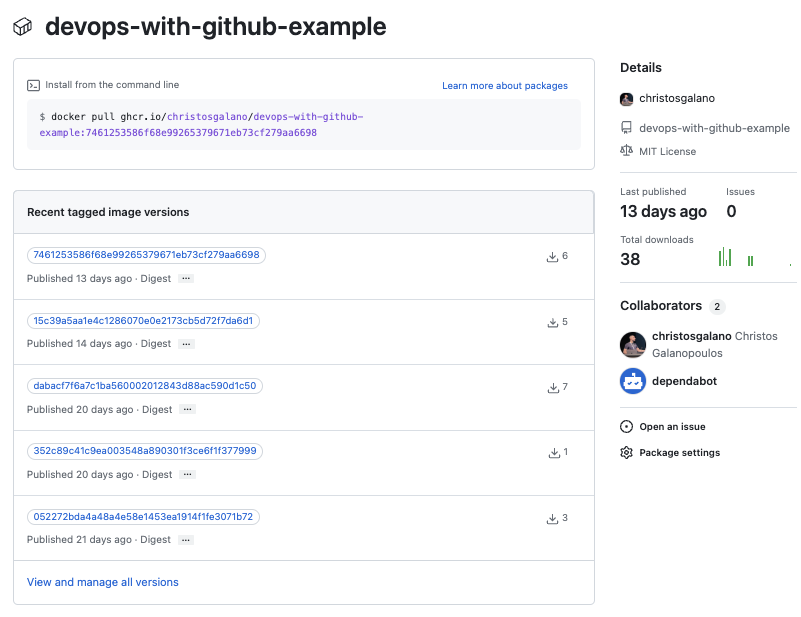 devops-with-github-example
Install from the command line
Learn more about packages
$ docker pull ghcr.io/christosgalano/devops-with-github-
example:7461253586f68e99265379671eb73cf279aa6698
Recent tagged image versions
7461253586f68e99265379671eb73cf279aa6698
6
Published 13 days ago · Digest ···
15c39a5aa1e4c1286070e0e2173cb5d72f7da6d1
5
Published 14 days ago · Digest ···
dabacf7f6a7c1ba560002012843d88ac590d1c50
7
Published 20 days ago · Digest ···
352c89c41c9ea003548a890301f3ce6f1f377999
1
Published 20 days ago · Digest ···
052272bda4a48a4e58e1453ea1914f1fe3071b72
3
Published 21 days ago · Digest ···
View and manage all versions
Details
christosgalano
devops-with-github-example
MIT License
Last published
Issues
13 days ago
0
Total downloads
38
Collaborators 2
christosgalano Christos
Galanopoulos
dependabot
Open an issue
Package settings